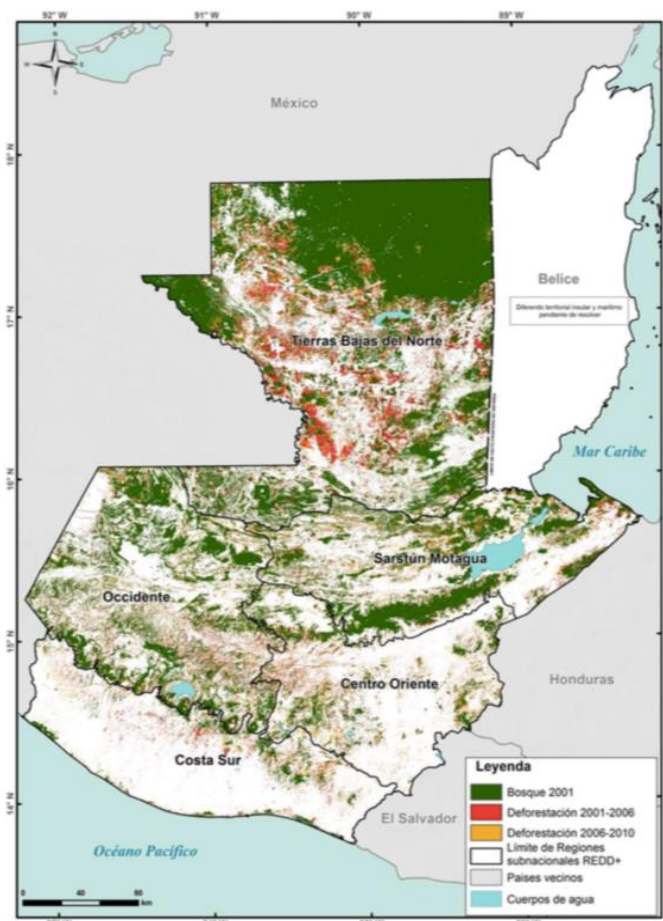 92° W
91° W
90° W
89° W
N
W
E
S
México
18° N
Belice
Diferendo territorial insular y marítimo
pendiente de resolver
17° N
Tierras Bajas del Norte
Mar Caribe
16° N
Sarstún Motagua
Occidente
15° N
Centro Oriente
Honduras
Costa Sur
14° N
El Salvador
Océano Pacífico
Leyenda
Bosque 2001
Deforestación 2001-2006
Deforestación 2006-2010
Límite de Regiones
subnacionales REDD+
Paises vecinos
Cuerpos de agua
0 40 80
km